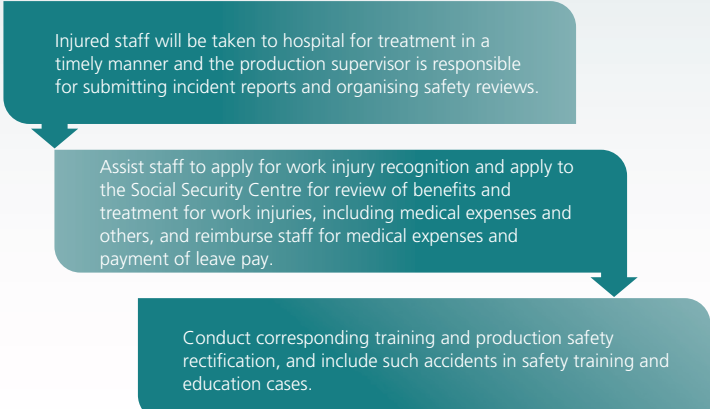 Injured staff will be taken to hospital for treatment in a
timely manner and the production supervisor is responsible
for submitting incident reports and organising safety reviews.
Assist staff to apply for work injury recognition and apply to
the Social Security Centre for review of benefits and
treatment for work injuries, including medical expenses and
others, and reimburse staff for medical expenses and
payment of leave pay.
Conduct corresponding training and production safety
rectification, and include such accidents in safety training and
education cases.